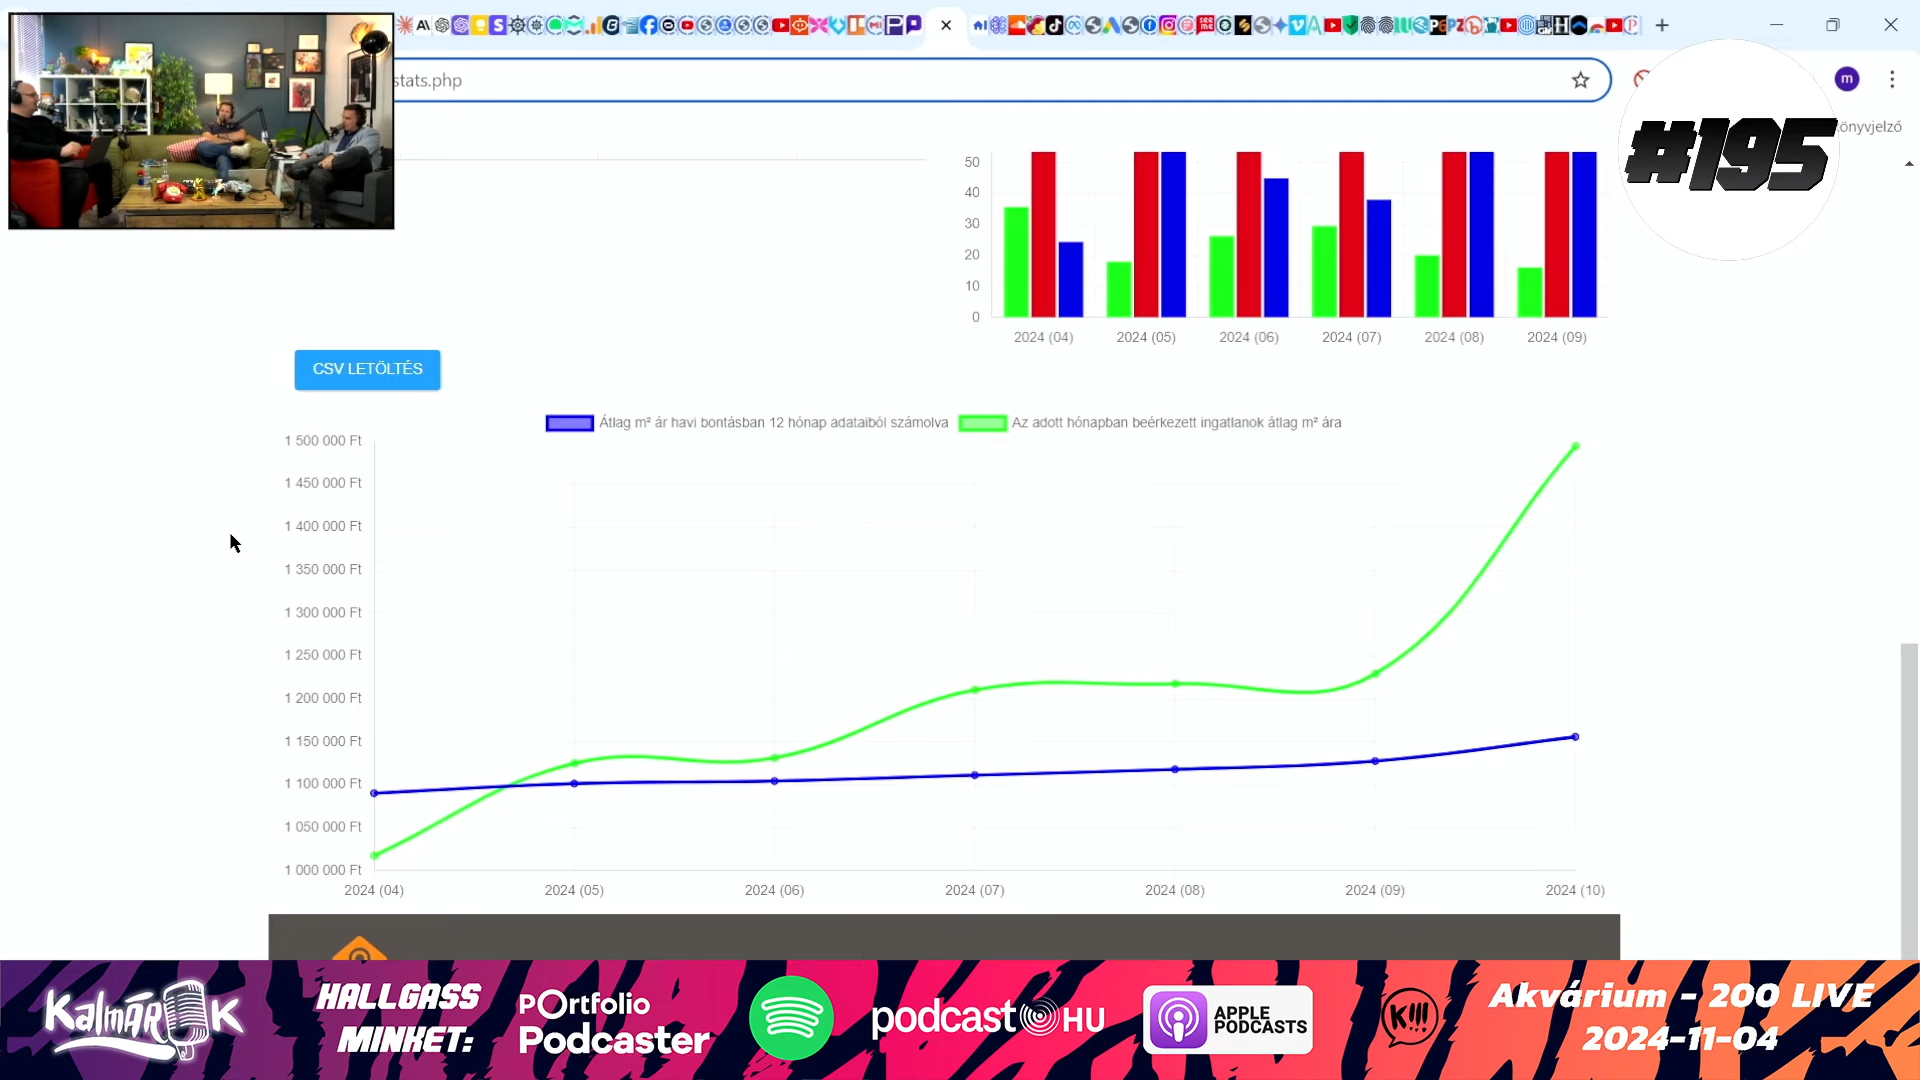 stats.php
m
#195
önyvjelző
50
40
30
20
10
0
2024 (04) 2024 (05) 2024 (06) 2024 (07) 2024 (08) 2024 (09)
CSV LETÖLTÉS
Átlag m² ár havi bontásban 12 hónap adataiból számolva Az adott hónapban beérkezett ingatlanok átlag m² ára
1 500 000 Ft
1 450 000 Ft
1 400 000 Ft
1 350 000 Ft
1 300 000 Ft
1 250 000 Ft
1 200 000 Ft
1 150 000 Ft
1 100 000 Ft
1 050 000 Ft
1 000 000 Ft
2024 (04) 2024 (05) 2024 (06) 2024 (07) 2024 (08) 2024 (09) 2024 (10)
KalmárOK
HALLGASS
MINKET:
POrtfolio
Podcaster
podcast HU
APPLE
PODCASTS
K!!!
Akvárium - 200 LIVE
2024-11-04